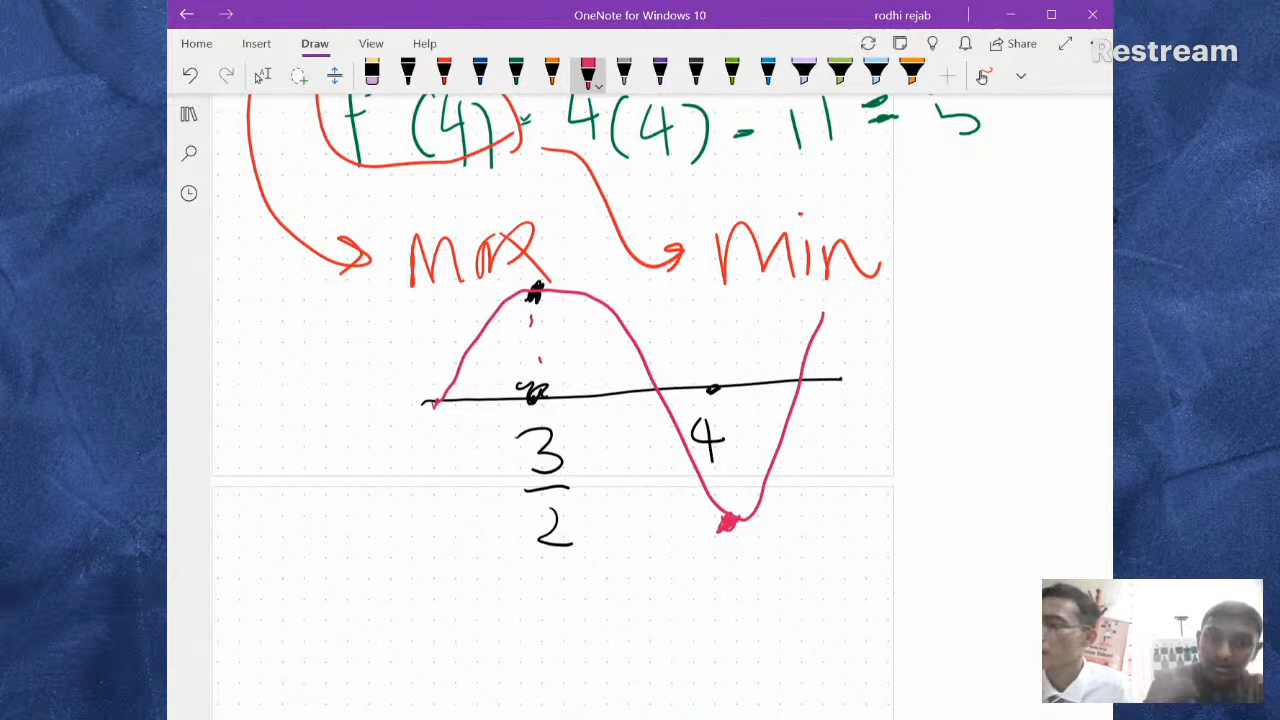 OneNote for Windows 10
rodhi rejab
Home Insert Draw View Help
Share
Restream
f" (4) = 4(4) - 11 = 5
Max
Min
3
2
4